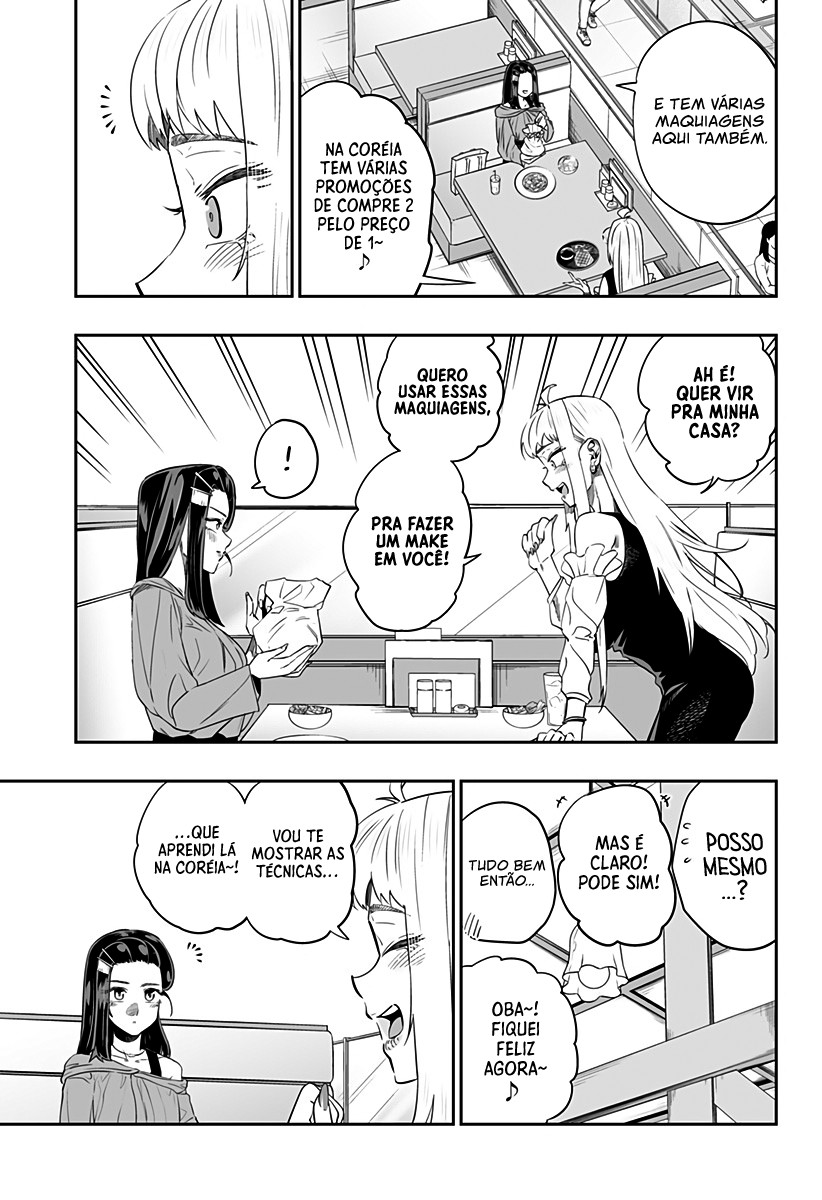 E TEM VÁRIAS
MAQUIAGENS
AQUI TAMBÉM.
NA CORÉIA
TEM VÁRIAS
PROMOÇÕES
DE COMPRE 2
PELO PREÇO
DE 1~
♪
AH É!
QUER VIR
PRA MINHA
CASA?
QUERO
USAR ESSAS
MAQUIAGENS,
PRA FAZER
UM MAKE
EM VOCÊ!
!
POSSO
MESMO
...?
MAS É
CLARO!
PODE SIM!
TUDO BEM
ENTÃO...
OBA~!
FIQUEI
FELIZ
AGORA~
♪
VOU TE
MOSTRAR AS
TÉCNICAS...
...QUE
APRENDI LÁ
NA CORÉIA~!